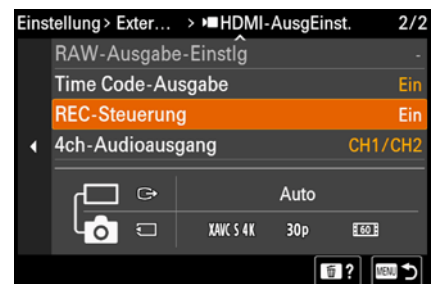 Einstellung > Exter... > HDMI-AusgEinst. 2/2
RAW-Ausgabe-Einstlg -
Time Code-Ausgabe Ein
REC-Steuerung Ein
4ch-Audioausgang CH1/CH2
Auto
XAVC S 4K 30p 60
? MENU